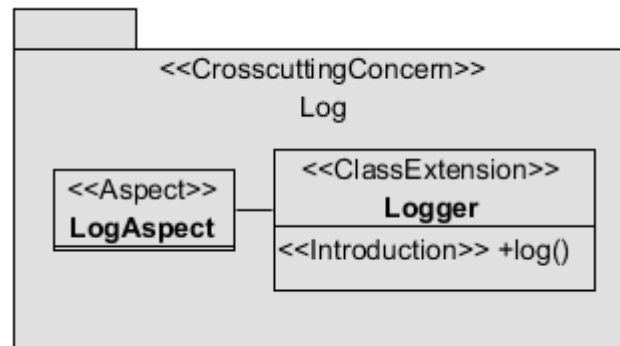 <<CrosscuttingConcern>>
Log
<<Aspect>>
LogAspect
<<ClassExtension>>
Logger
<<Introduction>> +log()